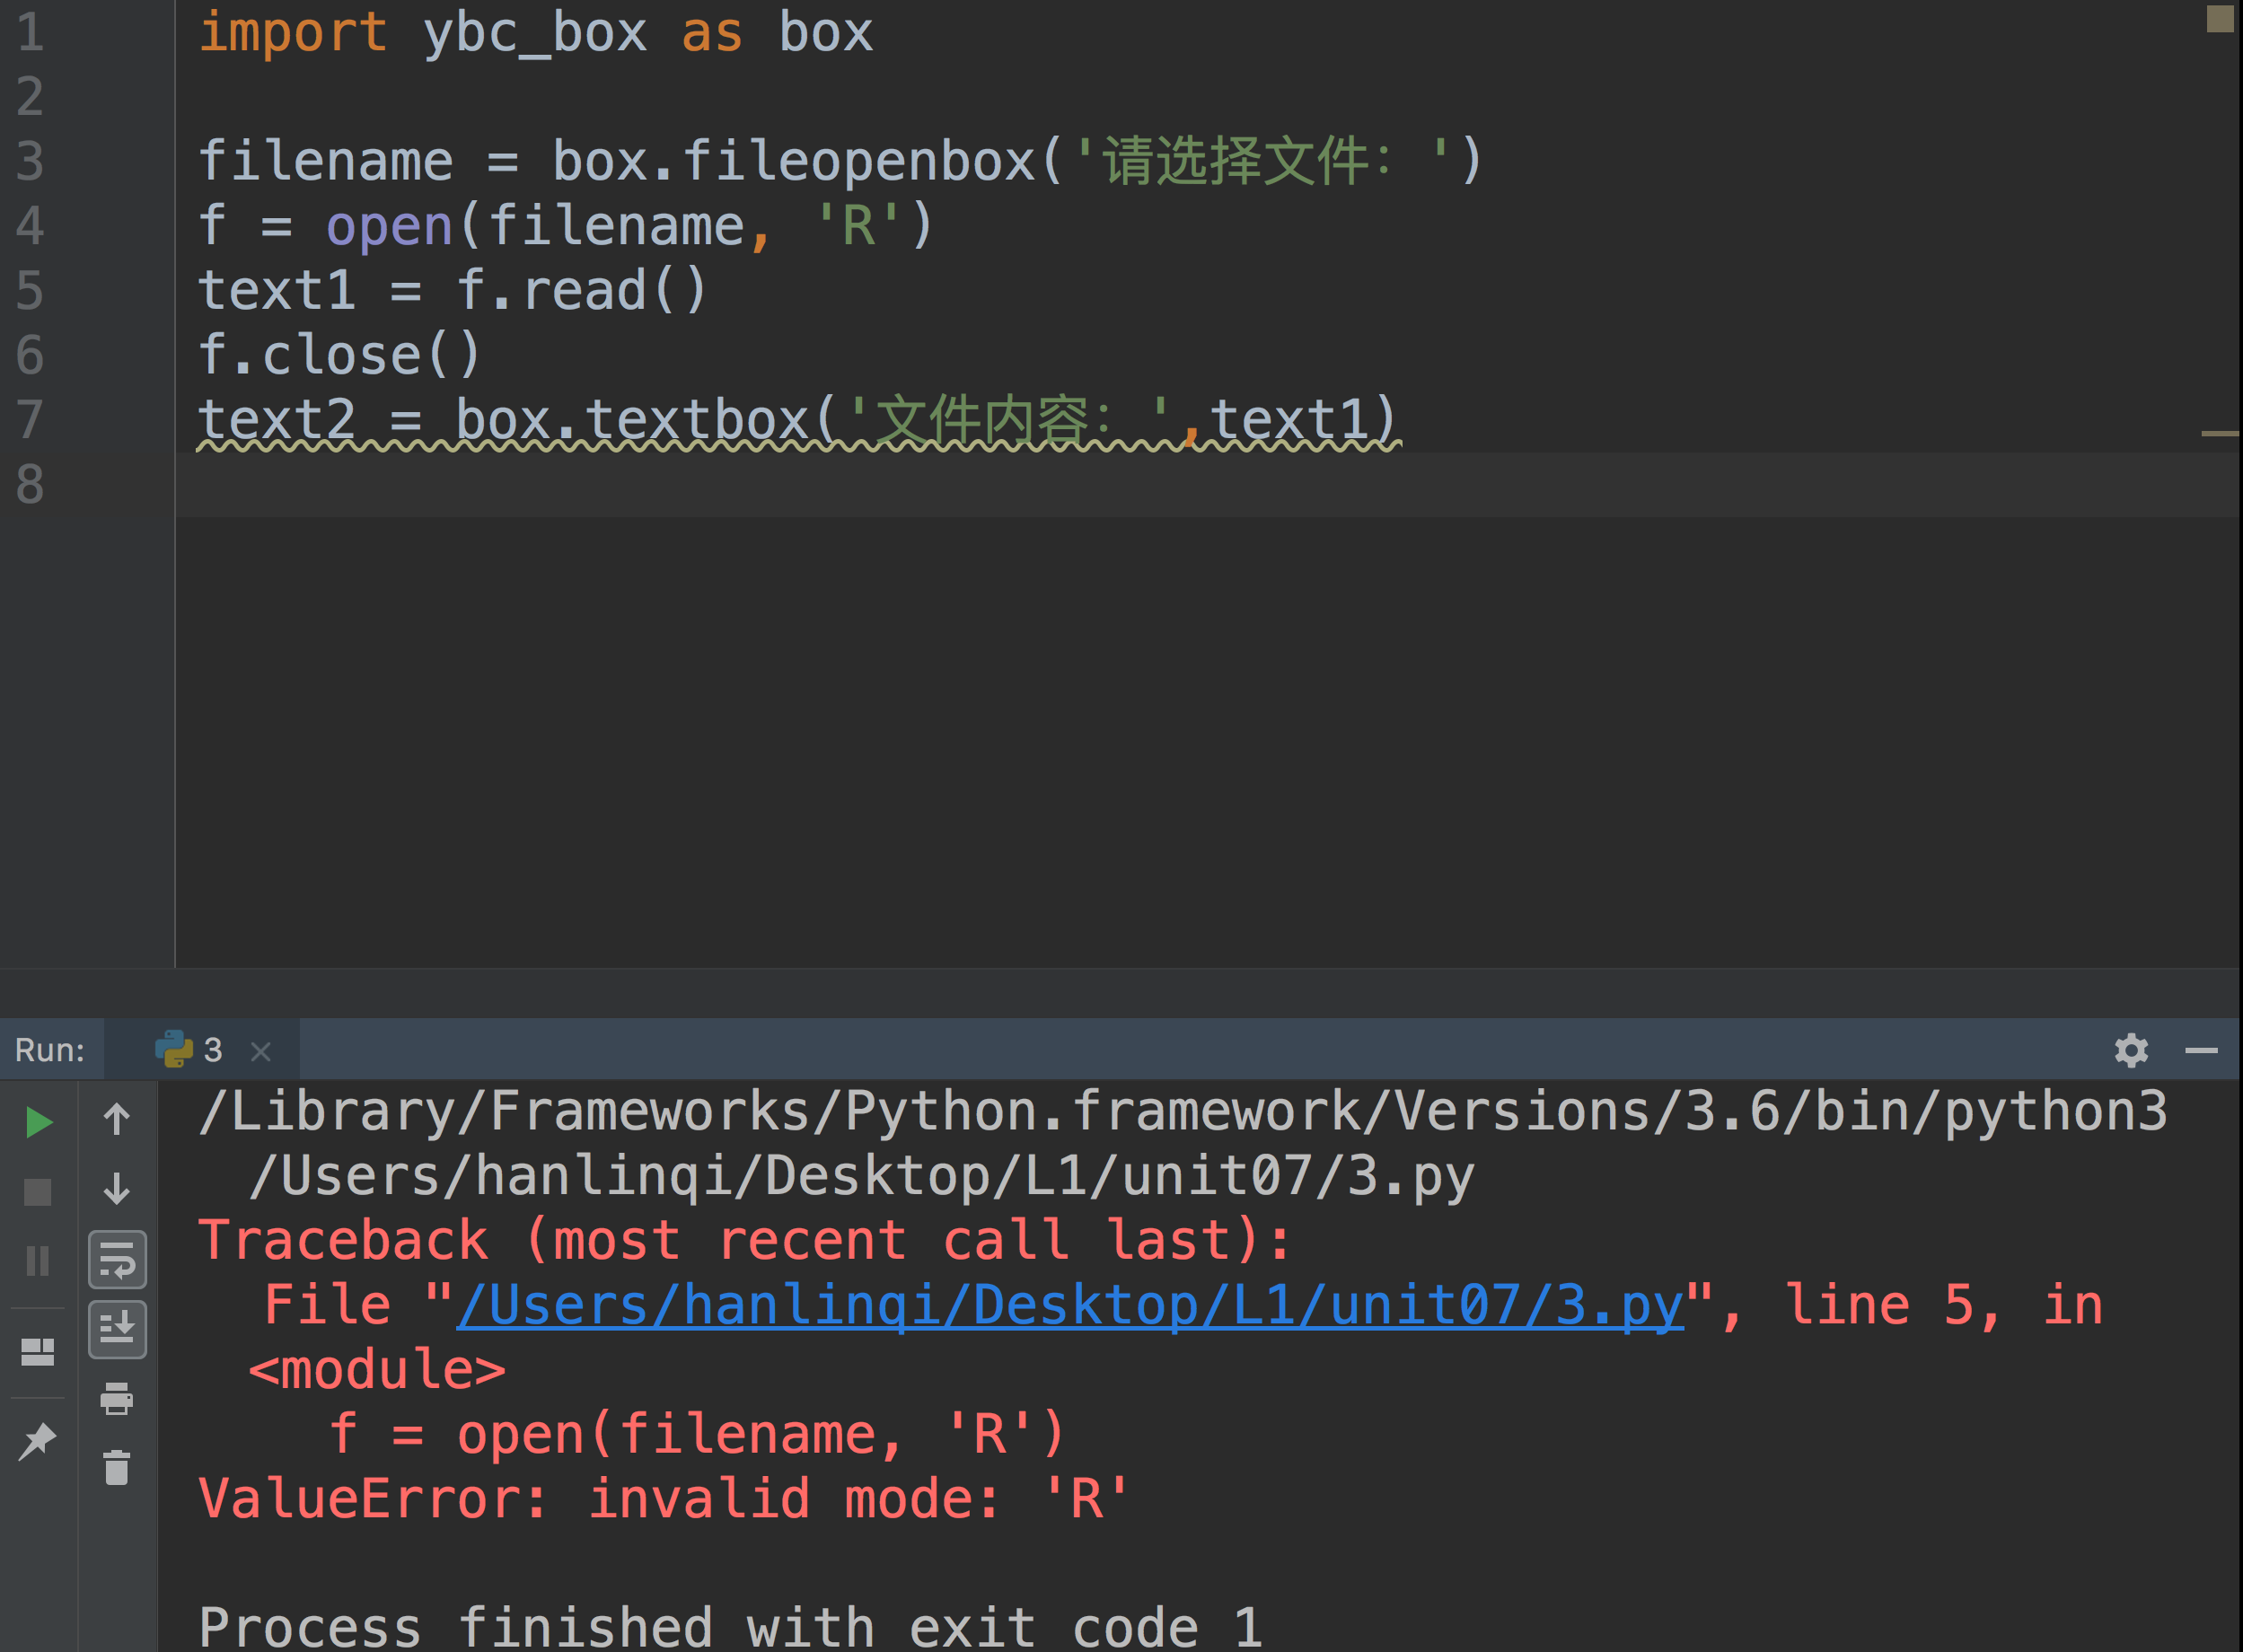 1 import ybc_box as box
2
3 filename = box.fileopenbox('请选择文件：')
4 f = open(filename, 'R')
5 text1 = f.read()
6 f.close()
7 text2 = box.textbox('文件内容：',text1)
8
Run: 3
/Library/Frameworks/Python.framework/Versions/3.6/bin/python3
/Users/hanlinqi/Desktop/L1/unit07/3.py
Traceback (most recent call last):
File "/Users/hanlinqi/Desktop/L1/unit07/3.py", line 5, in
<module>
f = open(filename, 'R')
ValueError: invalid mode: 'R'
Process finished with exit code 1